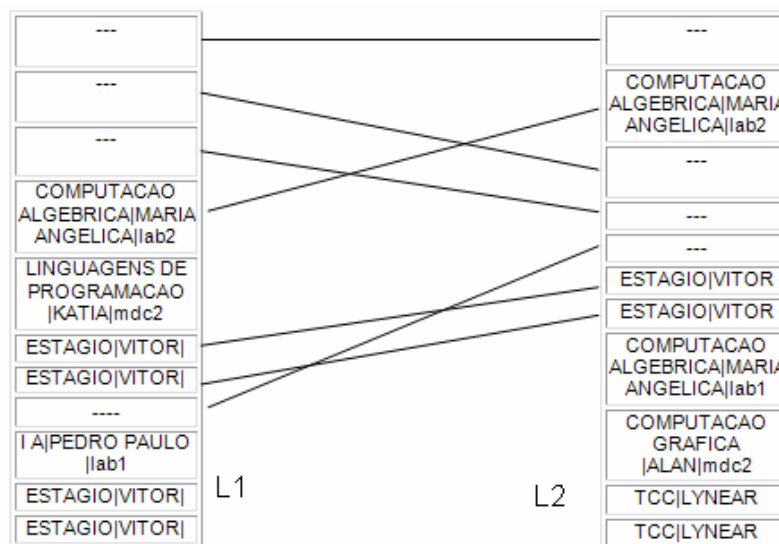 ---
---
---
COMPUTACAO
ALGEBRICA|MARIA
ANGELICA|lab2
LINGUAGENS DE
PROGRAMACAO
|KATIA|mdc2
ESTAGIO|VITOR|
ESTAGIO|VITOR|
----
I A|PEDRO PAULO
|lab1
ESTAGIO|VITOR|
ESTAGIO|VITOR|
L1
---
COMPUTACAO
ALGEBRICA|MARIA
ANGELICA|lab2
---
---
---
ESTAGIO|VITOR
ESTAGIO|VITOR
COMPUTACAO
ALGEBRICA|MARIA
ANGELICA|lab1
COMPUTACAO
GRAFICA
|ALAN|mdc2
TCC|LYNEAR
TCC|LYNEAR
L2